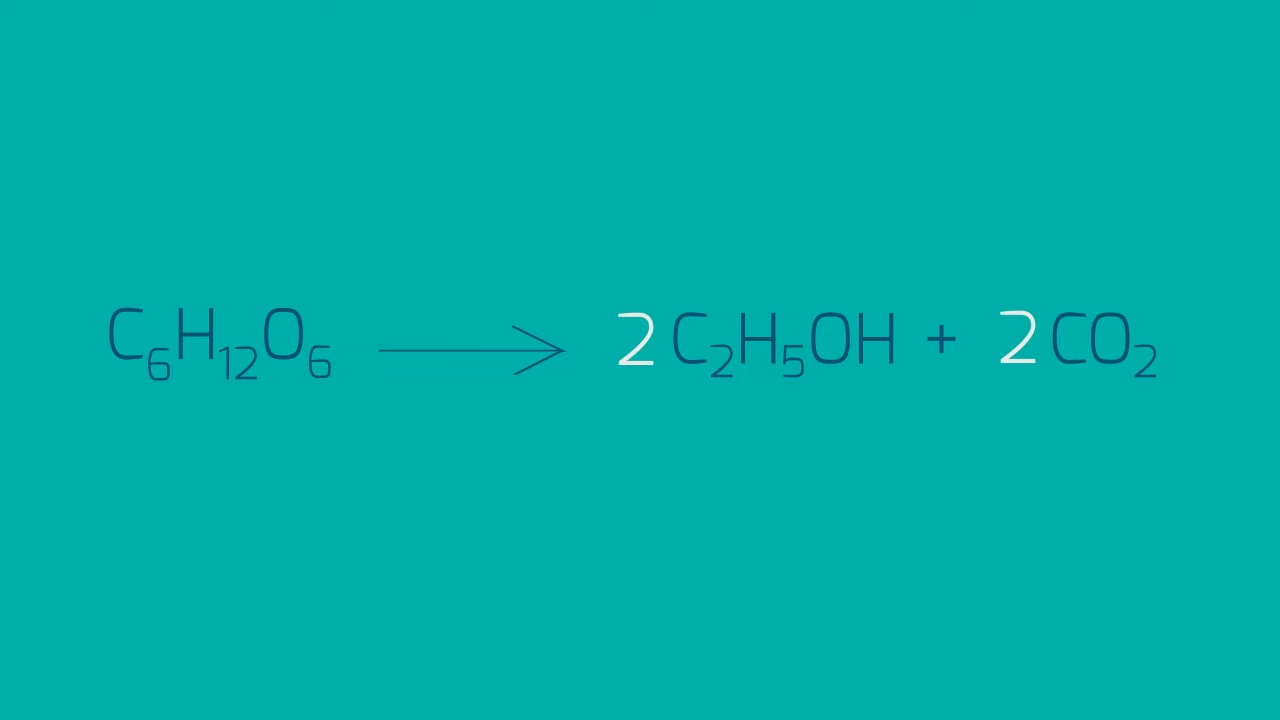 C₆H₁₂O₆ → 2 C₂H₅OH + 2 CO₂